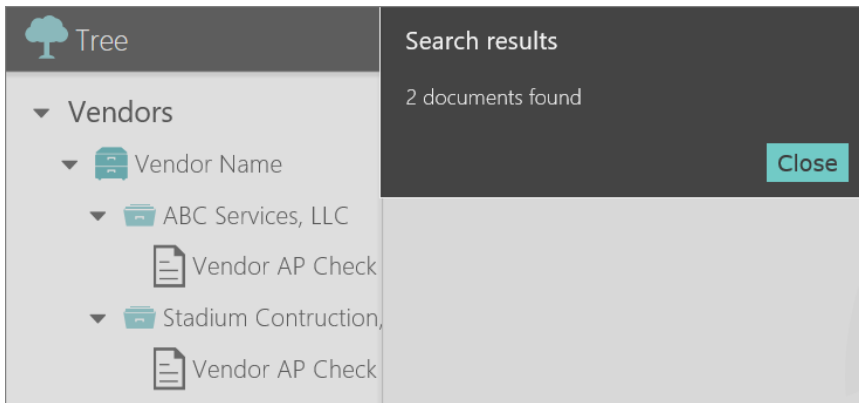 Tree
Search results
2 documents found
Close
Vendors
Vendor Name
ABC Services, LLC
Vendor AP Check
Stadium Contruction,
Vendor AP Check